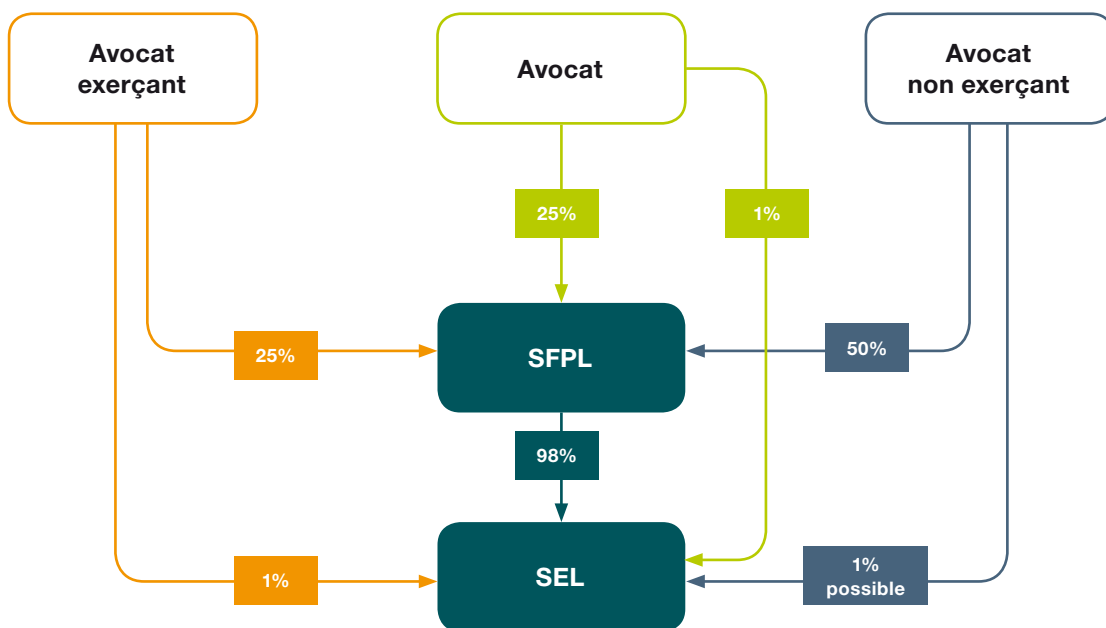 Avocat
exerçant
Avocat
Avocat
non exerçant
25%
1%
25%
SFPL
50%
98%
1%
SEL
1%
possible